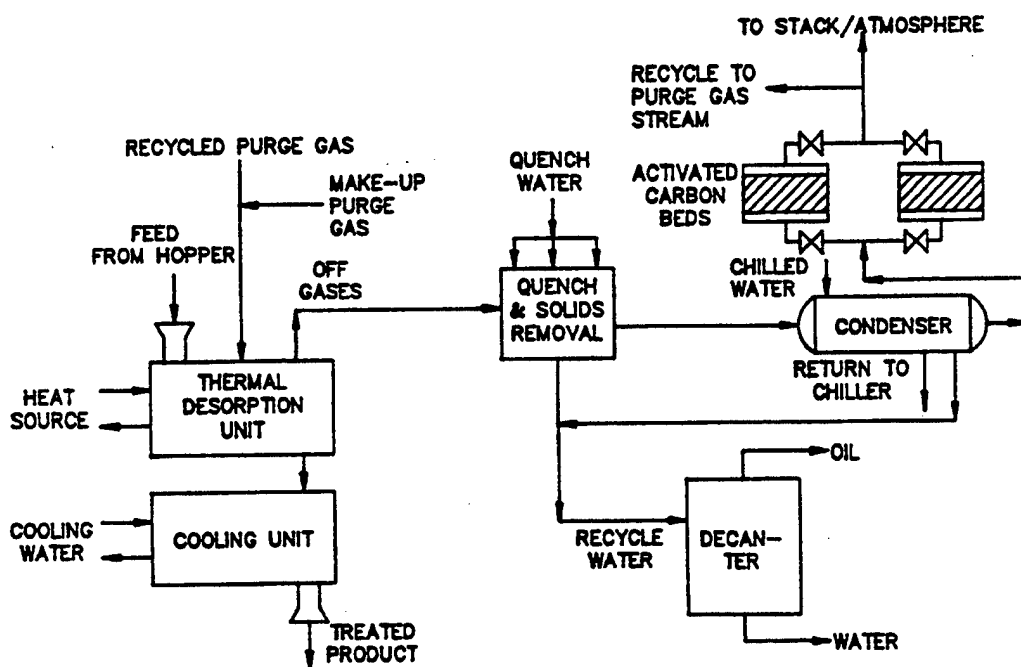 TO STACK/ATMOSPHERE
RECYCLE TO
PURGE GAS
STREAM
RECYCLED PURGE GAS
MAKE-UP
PURGE
GAS
QUENCH
WATER
ACTIVATED
CARBON
BEDS
FEED
FROM HOPPER
OFF
GASES
CHILLED
WATER
QUENCH
& SOLIDS
REMOVAL
CONDENSER
RETURN TO
CHILLER
HEAT
SOURCE
THERMAL
DESORPTION
UNIT
OIL
COOLING
WATER
COOLING UNIT
RECYCLE
WATER
DECAN-
TER
TREATED
PRODUCT
WATER